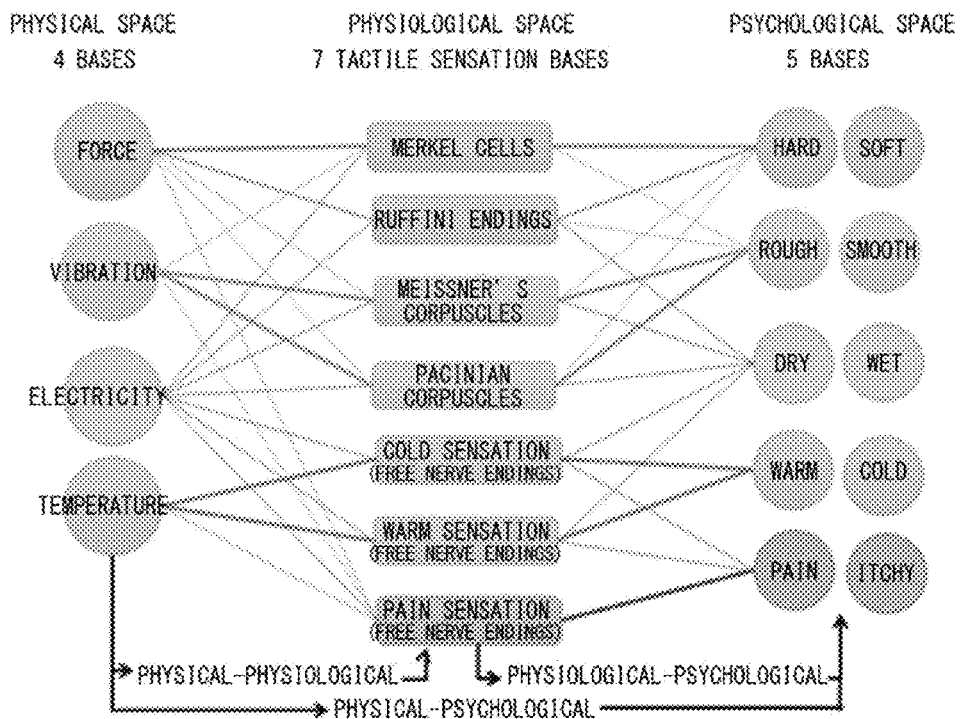 PHYSICAL SPACE
4 BASES
PHYSIOLOGICAL SPACE
7 TACTILE SENSATION BASES
PSYCHOLOGICAL SPACE
5 BASES
FORCE
VIBRATION
ELECTRICITY
TEMPERATURE
MERKEL CELLS
RUFFINI ENDINGS
MEISSNER'S
CORPUSCLES
PACINIAN
CORPUSCLES
COLD SENSATION
(FREE NERVE ENDINGS)
WARM SENSATION
(FREE NERVE ENDINGS)
PAIN SENSATION
(FREE NERVE ENDINGS)
HARD SOFT
ROUGH SMOOTH
DRY WET
WARM COLD
PAIN ITCHY
PHYSICAL-PHYSIOLOGICAL
PHYSIOLOGICAL-PSYCHOLOGICAL
PHYSICAL-PSYCHOLOGICAL